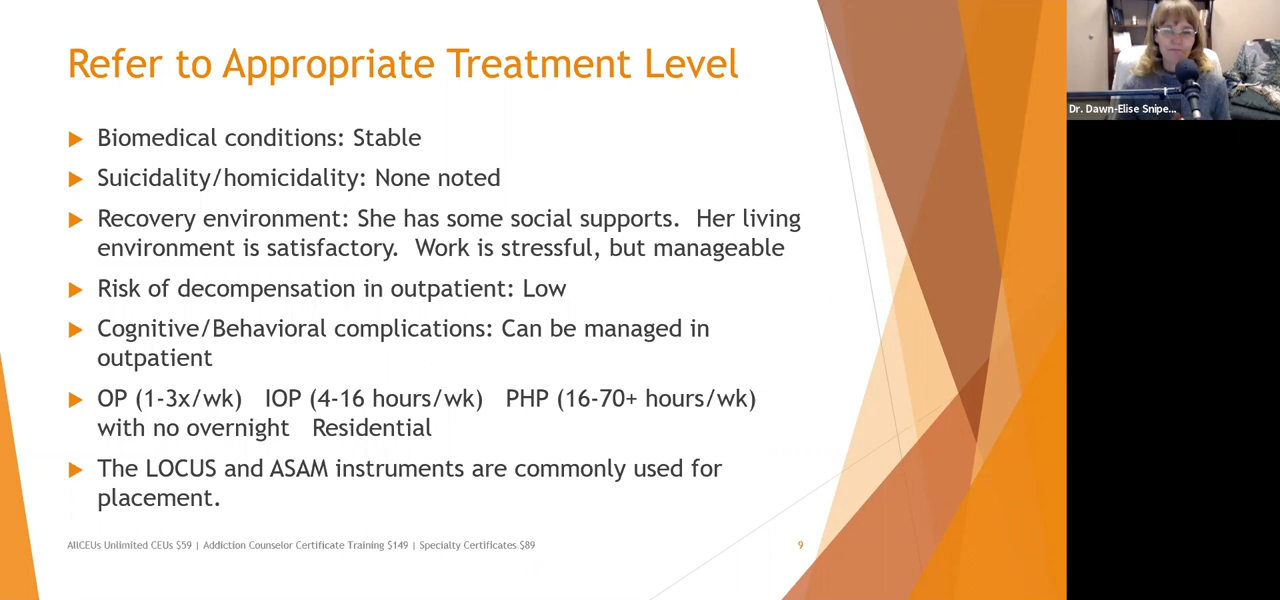 Refer to Appropriate Treatment Level
Biomedical conditions: Stable
Suicidality/homicidality: None noted
Recovery environment: She has some social supports. Her living
environment is satisfactory. Work is stressful, but manageable
Risk of decompensation in outpatient: Low
Cognitive/Behavioral complications: Can be managed in
outpatient
OP (1-3x/wk) IOP (4-16 hours/wk) PHP (16-70+ hours/wk)
with no overnight Residential
The LOCUS and ASAM instruments are commonly used for
placement.
AllCEUs Unlimited CEUs $59 | Addiction Counselor Certificate Training $149 | Specialty Certificates $89
9
Dr. Dawn-Elise Snipe...